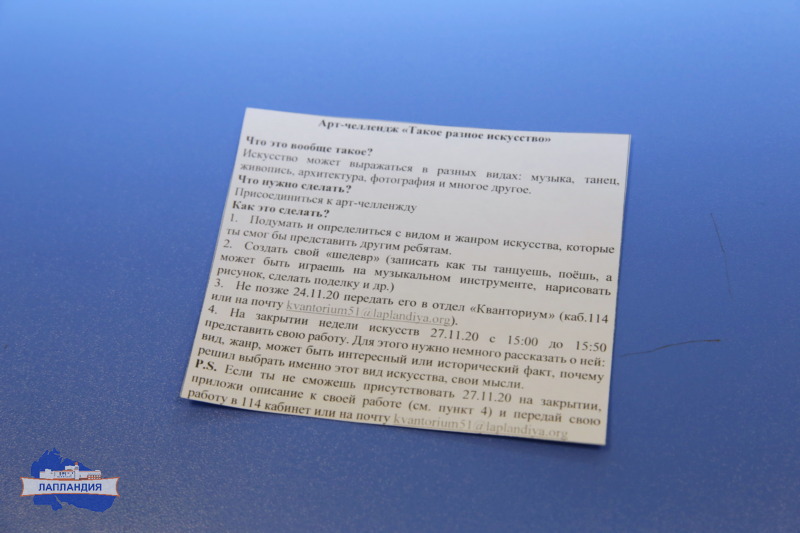 Арт-челлендж «Такое разное искусство»
Что это вообще такое?
Искусство может выражаться в разных видах: музыка, танец,
живопись, архитектура, фотография и многое другое.
Что нужно сделать?
Присоединиться к арт-челленжду
Как это сделать?
1. Подумать и определиться с видом и жанром искусства, которые
ты смог бы представить другим ребятам.
2. Создать свой «шедевр» (записать как ты танцуешь, поёшь, а
может быть играешь на музыкальном инструменте, нарисовать
рисунок, сделать поделку и др.)
3. Не позже 24.11.20 передать его в отдел «Кванториум» (каб.114
или на почту kvantorium51@laplandiya.org).
4. На закрытии недели искусств 27.11.20 с 15:00 до 15:50
представить свою работу. Для этого нужно немного рассказать о ней:
вид, жанр, может быть интересный или исторический факт, почему
решил выбрать именно этот вид искусства, свои мысли.
P.S. Если ты не сможешь присутствовать 27.11.20 на закрытии,
приложи описание к своей работе (см. пункт 4) и передай свою
работу в 114 кабинет или на почту kvantorium51@laplandiya.org
ЛАПЛАНДИЯ